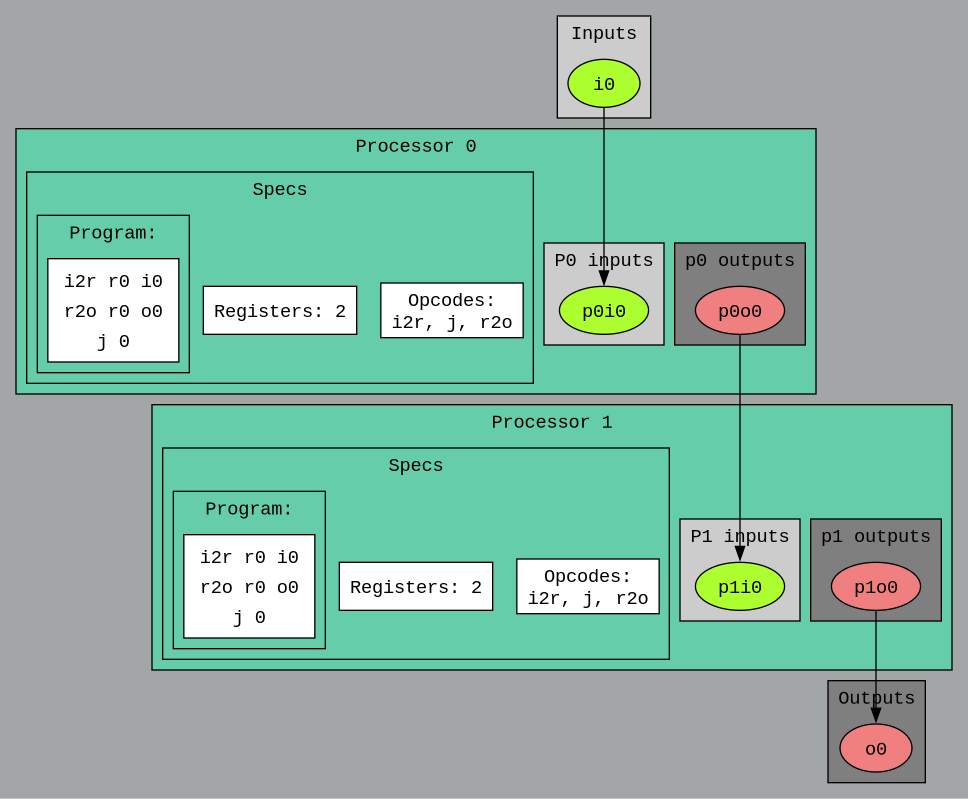 Inputs
i0
Processor 0
Specs
Program:
i2r r0 i0
r2o r0 o0
j 0
Registers: 2
Opcodes:
i2r, j, r2o
P0 inputs
p0i0
p0 outputs
p0o0
Processor 1
Specs
Program:
i2r r0 i0
r2o r0 o0
j 0
Registers: 2
Opcodes:
i2r, j, r2o
P1 inputs
p1i0
p1 outputs
p1o0
Outputs
o0